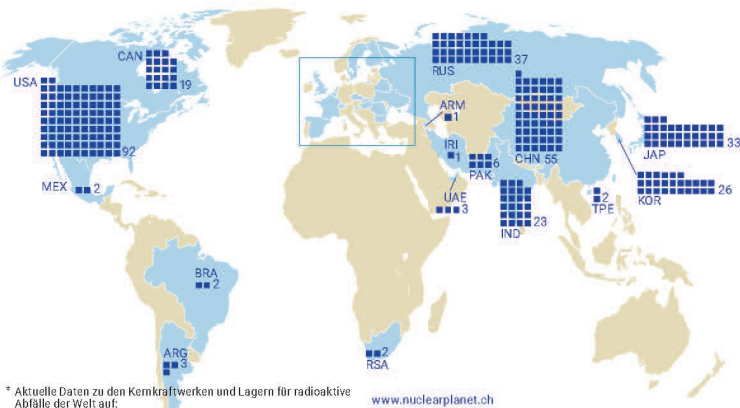 CAN
19
USA
92
MEX 2
BRA
2
ARG
3
RUS
37
ARM
1
IRI
1
PAK
6
UAE
3
CHN 55
JAP
33
KOR
26
TPE
2
IND
23
RSA
2
* Aktuelle Daten zu den Kernkraftwerken und Lagern für radioaktive
Abfälle der Welt auf:
www.nuclearplanet.ch